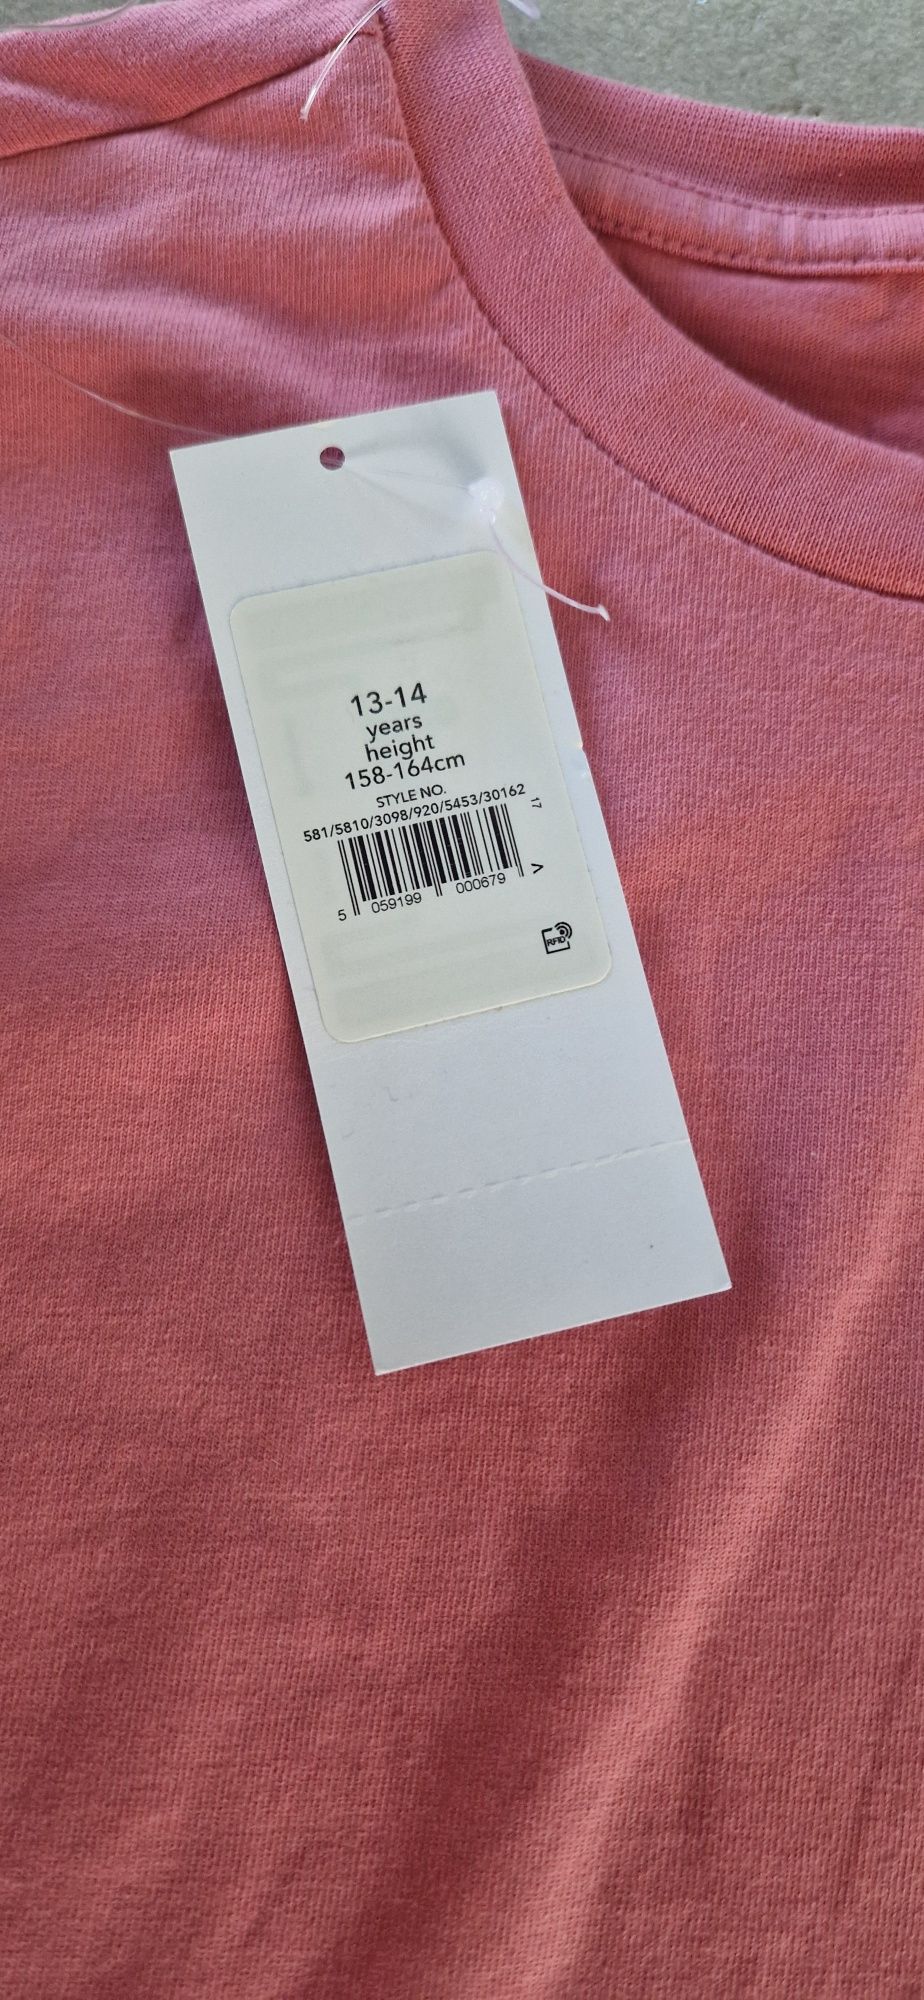 13-14
years
height
158-164cm
STYLE NO.
581/5810/3098/920/5453/30162
17
5 059199 000679 >
RFID